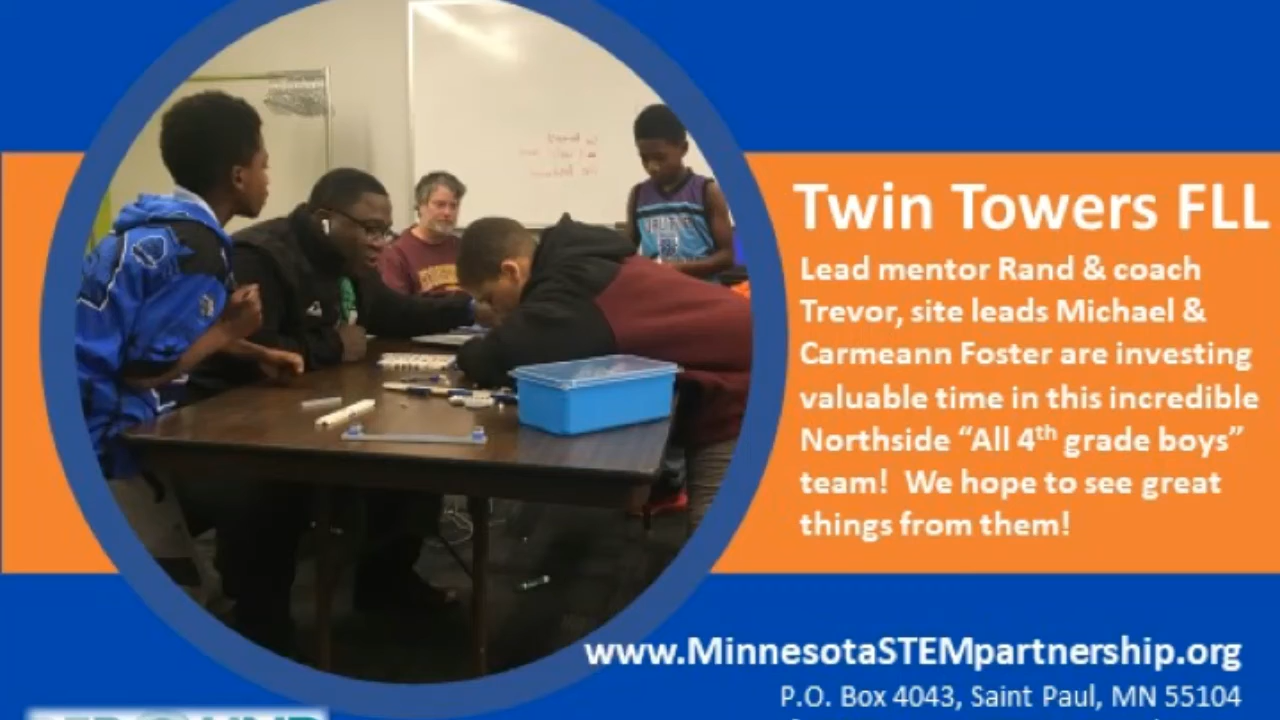 Twin Towers FLL
Lead mentor Rand & coach
Trevor, site leads Michael &
Carmeann Foster are investing
valuable time in this incredible
Northside “All 4th grade boys”
team! We hope to see great
things from them!
www.MinnesotaSTEMpartnership.org
P.O. Box 4043, Saint Paul, MN 55104